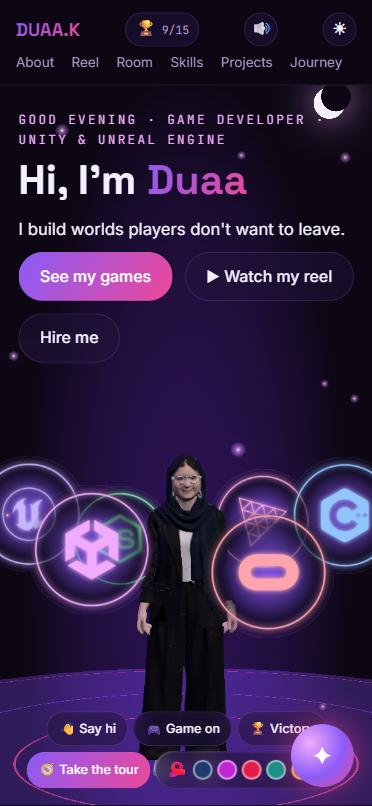 DUAA.K
9/15
About Reel Room Skills Projects Journey
GOOD EVENING · GAME DEVELOPER ·
UNITY & UNREAL ENGINE
Hi, I'm Duaa
I build worlds players don't want to leave.
See my games
▶ Watch my reel
Hire me
Say hi
Game on
Take the tour